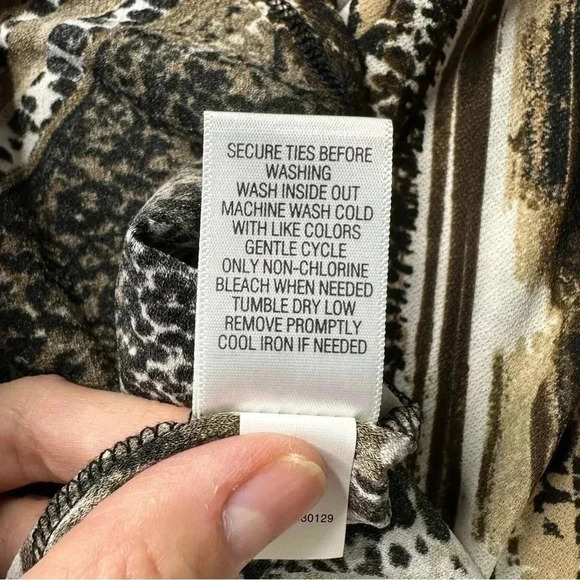 SECURE TIES BEFORE
WASHING
WASH INSIDE OUT
MACHINE WASH COLD
WITH LIKE COLORS
GENTLE CYCLE
ONLY NON-CHLORINE
BLEACH WHEN NEEDED
TUMBLE DRY LOW
REMOVE PROMPTLY
COOL IRON IF NEEDED
30129